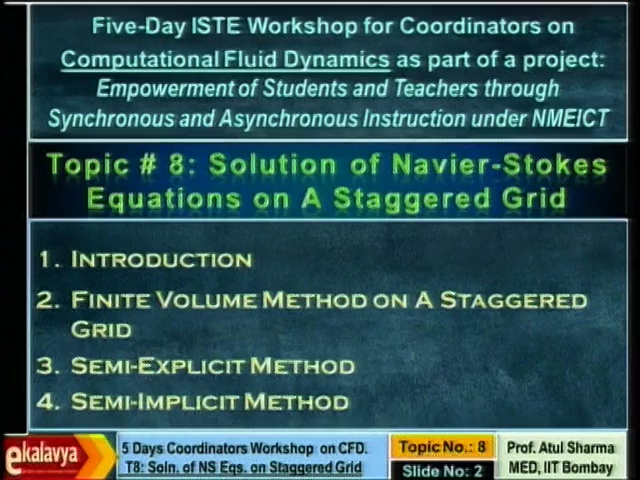 Five-Day ISTE Workshop for Coordinators on
Computational Fluid Dynamics as part of a project:
Empowerment of Students and Teachers through
Synchronous and Asynchronous Instruction under NMEICT
Topic # 8: Solution of Navier-Stokes
Equations on A Staggered Grid
1. INTRODUCTION
2. FINITE VOLUME METHOD ON A STAGGERED
GRID
3. SEMI-EXPLICIT METHOD
4. SEMI-IMPLICIT METHOD
ekalavya
5 Days Coordinators Workshop on CFD.
T8: Soln. of NS Eqs. on Staggered Grid
Topic No.: 8
Slide No: 2
Prof. Atul Sharma
MED, IIT Bombay